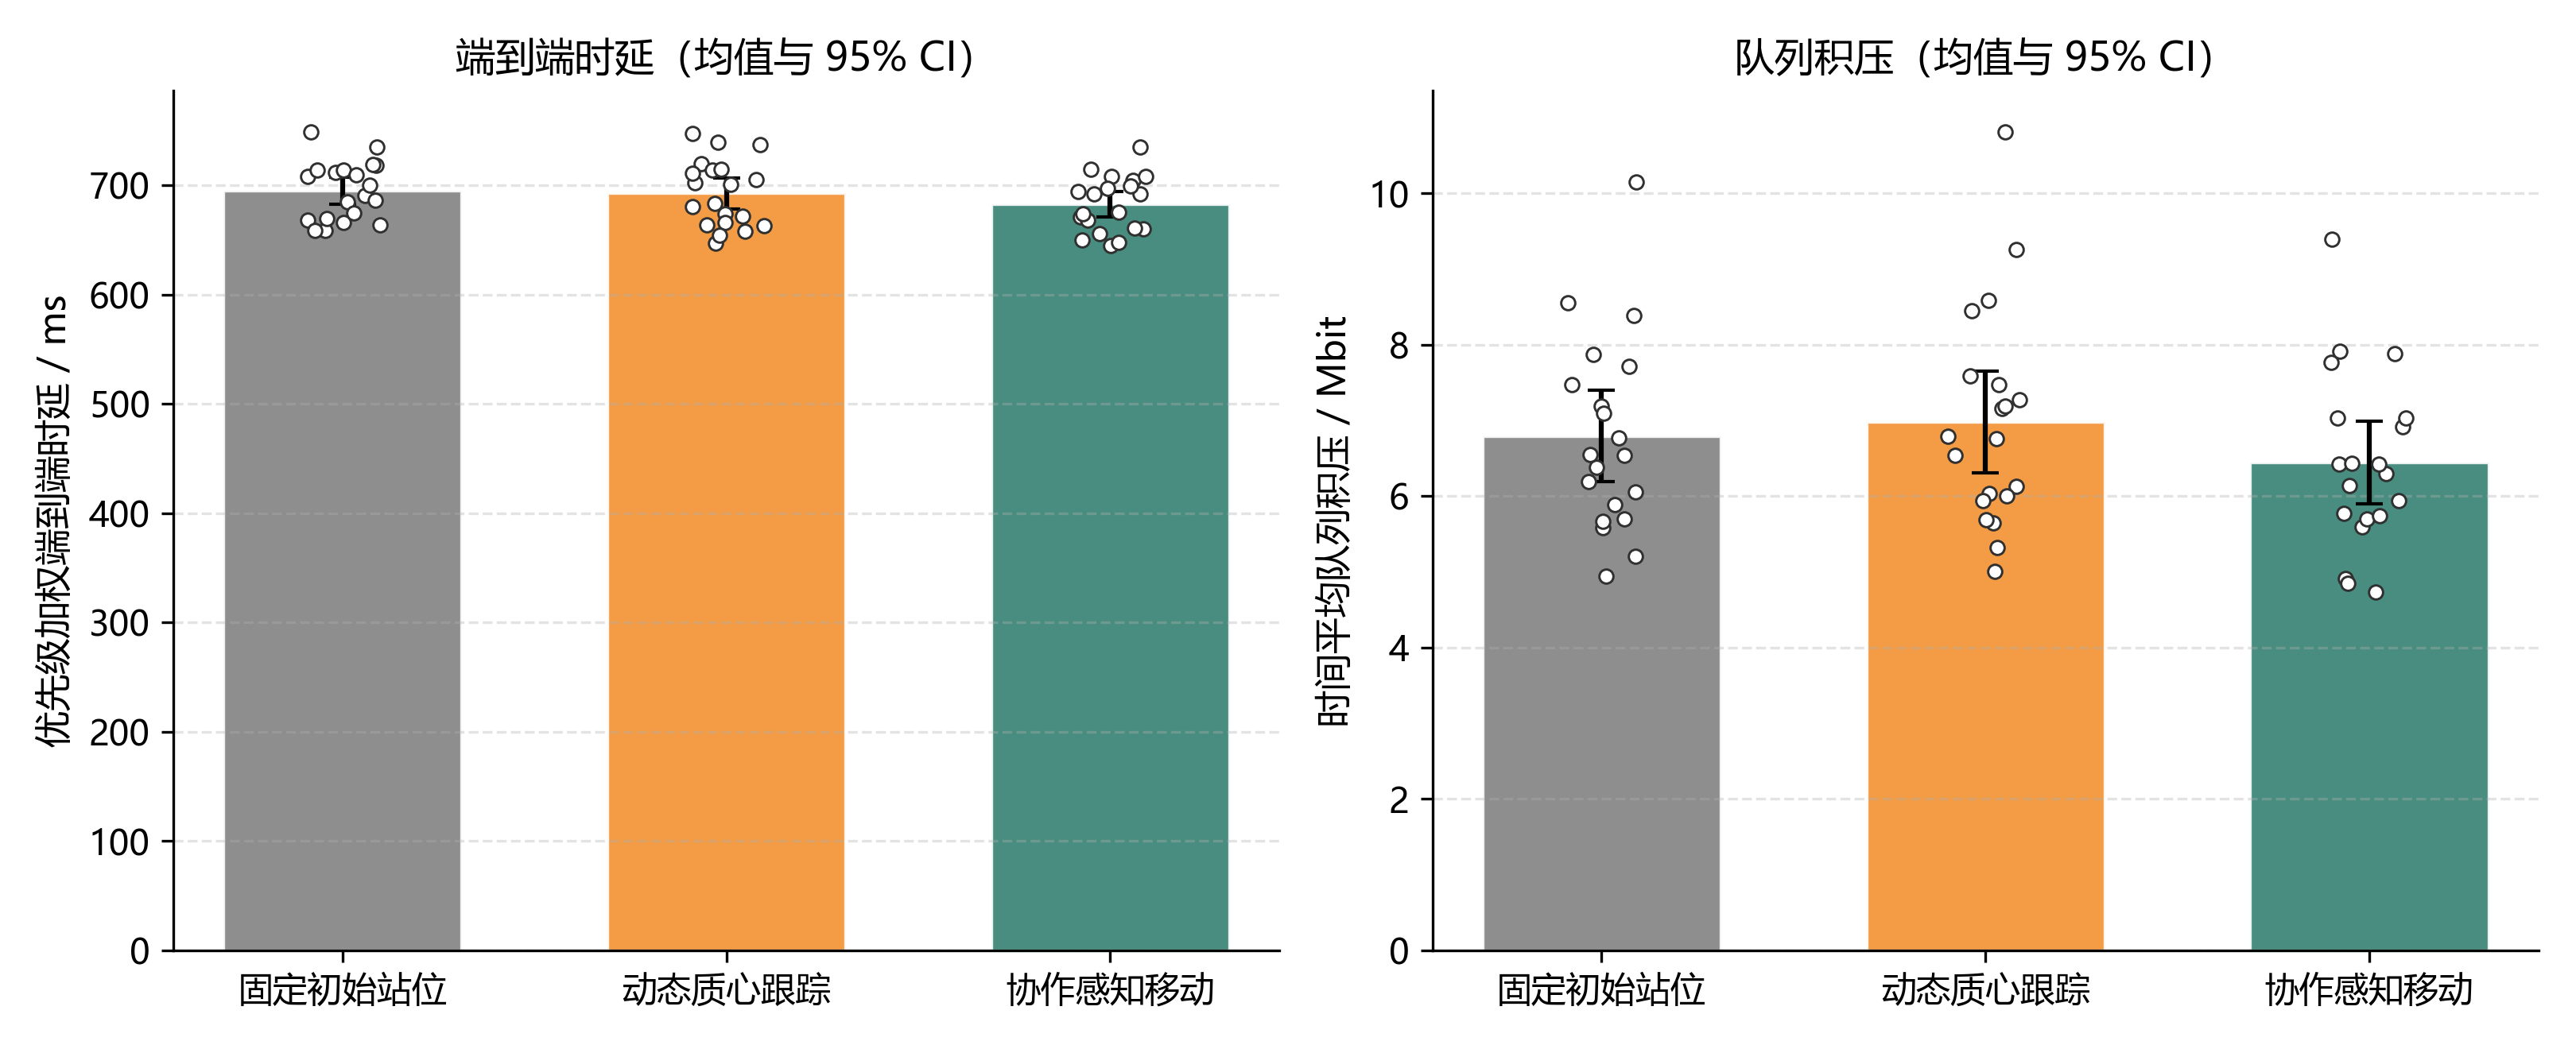 端到端时延（均值与 95% CI）
优先级加权端到端时延 / ms
700
600
500
400
300
200
100
0
固定初始站位
动态质心跟踪
协作感知移动
队列积压（均值与 95% CI）
时间平均队列积压 / Mbit
10
8
6
4
2
0
固定初始站位
动态质心跟踪
协作感知移动